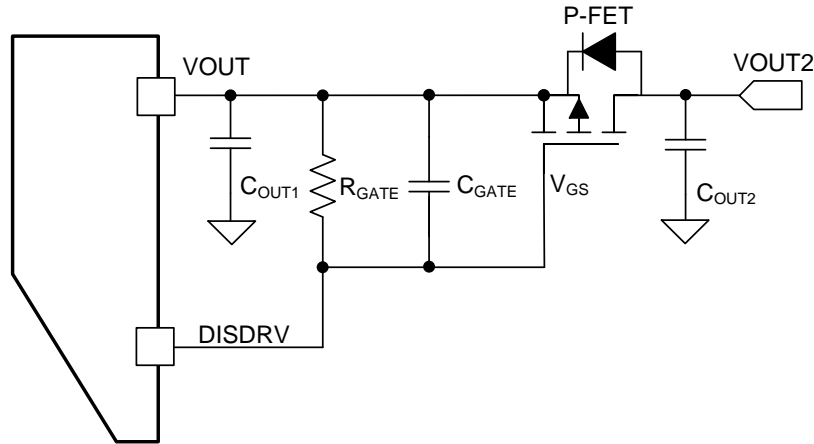 P-FET
VOUT
VOUT2
COUT1
RGATE
CGATE
VGS
COUT2
DISDRV